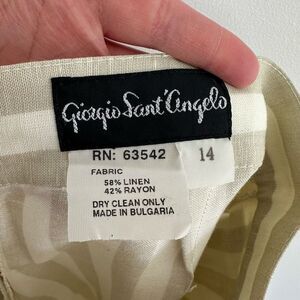 Giorgio Sant'Angelo
RN: 63542
14
FABRIC
58% LINEN
42% RAYON
DRY CLEAN ONLY
MADE IN BULGARIA